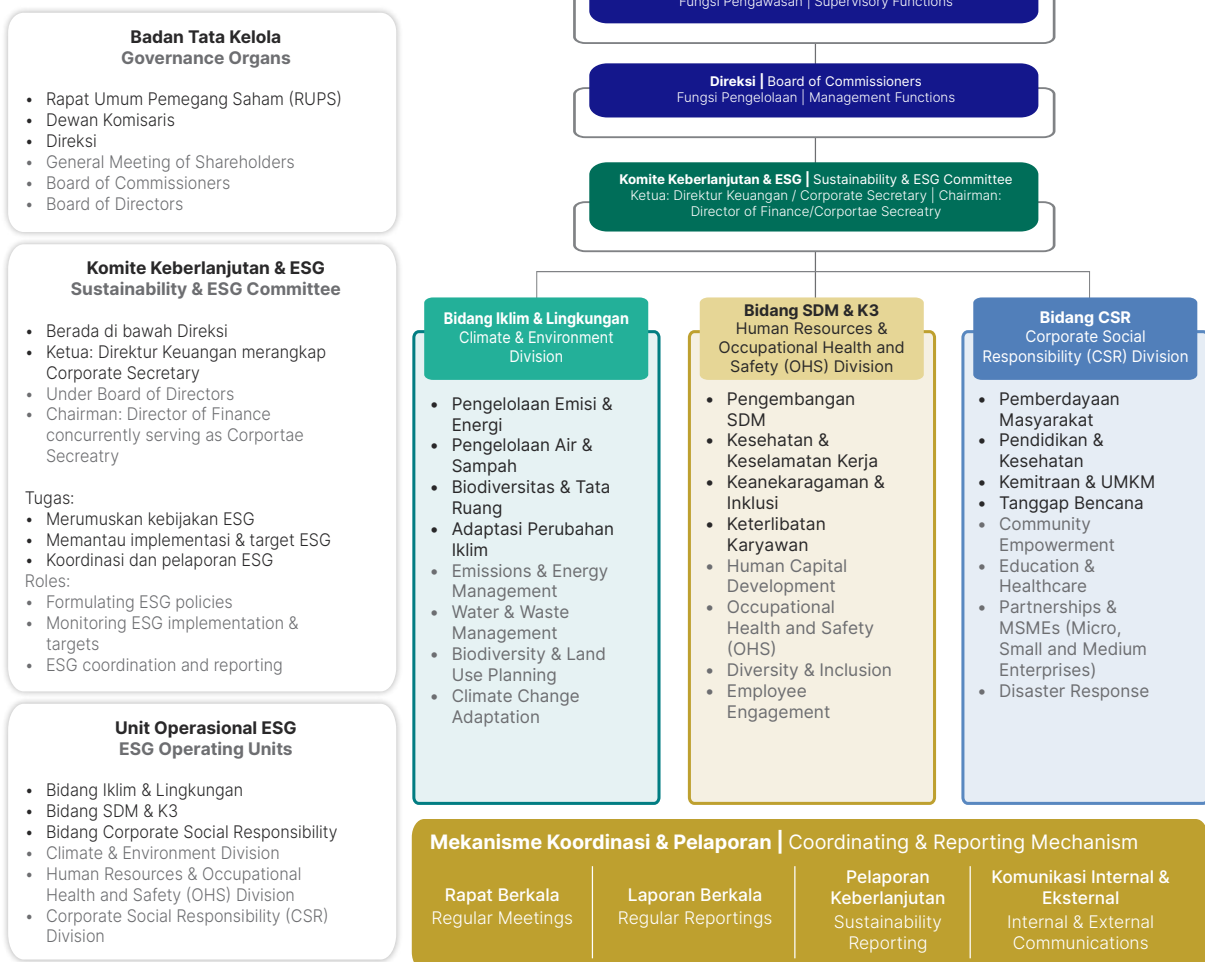 Badan Tata Kelola
Governance Organs
• Rapat Umum Pemegang Saham (RUPS)
• Dewan Komisaris
• Direksi
• General Meeting of Shareholders
• Board of Commissioners
• Board of Directors
Komite Keberlanjutan & ESG
Sustainability & ESG Committee
• Berada di bawah Direksi
• Ketua: Direktur Keuangan merangkap
Corporate Secretary
• Under Board of Directors
• Chairman: Director of Finance
concurrently serving as Corportae
Secreatry
Tugas:
• Merumuskan kebijakan ESG
• Memantau implementasi & target ESG
• Koordinasi dan pelaporan ESG
Roles:
• Formulating ESG policies
• Monitoring ESG implementation &
targets
• ESG coordination and reporting
Unit Operasional ESG
ESG Operating Units
• Bidang Iklim & Lingkungan
• Bidang SDM & K3
• Bidang Corporate Social Responsibility
• Climate & Environment Division
• Human Resources & Occupational
Health and Safety (OHS) Division
• Corporate Social Responsibility (CSR)
Division
Fungsi Pengawasan | Supervisory Functions
Direksi | Board of Commissioners
Fungsi Pengelolaan | Management Functions
Komite Keberlanjutan & ESG | Sustainability & ESG Committee
Ketua: Direktur Keuangan / Corporate Secretary | Chairman:
Director of Finance/Corportae Secreatry
Bidang Iklim & Lingkungan
Climate & Environment
Division
• Pengelolaan Emisi &
Energi
• Pengelolaan Air &
Sampah
• Biodiversitas & Tata
Ruang
• Adaptasi Perubahan
Iklim
• Emissions & Energy
Management
• Water & Waste
Management
• Biodiversity & Land
Use Planning
• Climate Change
Adaptation
Bidang SDM & K3
Human Resources &
Occupational Health and
Safety (OHS) Division
• Pengembangan
SDM
• Kesehatan &
Keselamatan Kerja
• Keanekaragaman &
Inklusi
• Keterlibatan
Karyawan
• Human Capital
Development
• Occupational
Health and Safety
(OHS)
• Diversity & Inclusion
• Employee
Engagement
Bidang CSR
Corporate Social
Responsibility (CSR) Division
• Pemberdayaan
Masyarakat
• Pendidikan &
Kesehatan
• Kemitraan & UMKM
• Tanggap Bencana
• Community
Empowerment
• Education &
Healthcare
• Partnerships &
MSMEs (Micro,
Small and Medium
Enterprises)
• Disaster Response
Mekanisme Koordinasi & Pelaporan | Coordinating & Reporting Mechanism
Rapat Berkala
Regular Meetings
Laporan Berkala
Regular Reportings
Pelaporan
Keberlanjutan
Sustainability
Reporting
Komunikasi Internal &
Eksternal
Internal & External
Communications